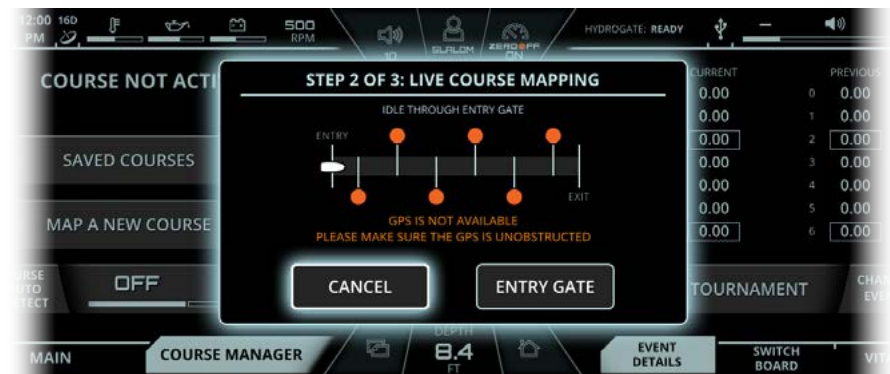 12:00 16D
PM
500
RPM
10
SLALOM
ZEROOFF
ON
HYDROGATE: READY
COURSE NOT ACTI
STEP 2 OF 3: LIVE COURSE MAPPING
IDLE THROUGH ENTRY GATE
ENTRY
EXIT
GPS IS NOT AVAILABLE
PLEASE MAKE SURE THE GPS IS UNOBSTRUCTED
CANCEL
ENTRY GATE
SAVED COURSES
MAP A NEW COURSE
CURRENT PREVIOUS
0.00 0 0.00
0.00 1 0.00
0.00 2 0.00
0.00 3 0.00
0.00 4 0.00
0.00 5 0.00
0.00 6 0.00
OFF
TOURNAMENT
MAIN
COURSE MANAGER
DEPTH
8.4
FT
EVENT
DETAILS
SWITCH
BOARD